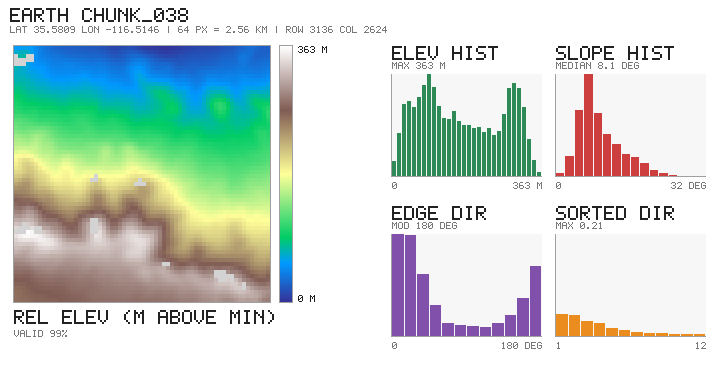 EARTH CHUNK_038
LAT 35.5809 LON -116.5146 | 64 PX = 2.56 KM | ROW 3136 COL 2624
363 M
0 M
REL ELEV (M ABOVE MIN)
VALID 99%
ELEV HIST
MAX 363 M
0 363 M
SLOPE HIST
MEDIAN 8.1 DEG
0 32 DEG
EDGE DIR
MOD 180 DEG
0 180 DEG
SORTED DIR
MAX 0.21
1 12